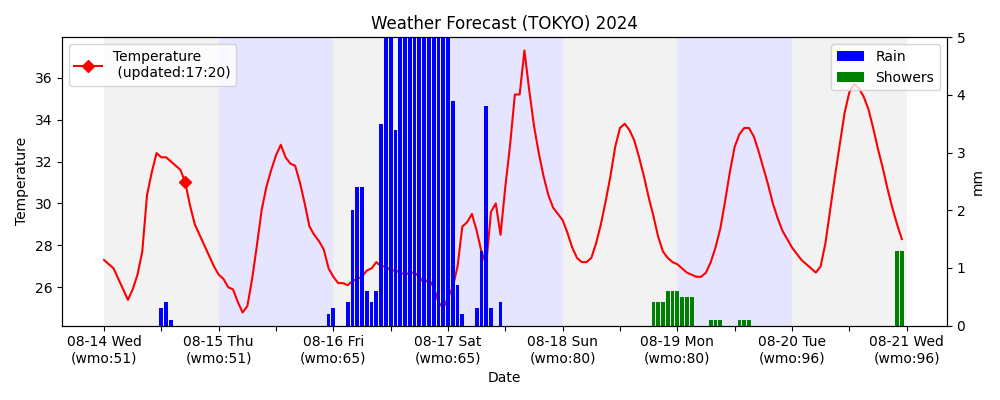 Weather Forecast (TOKYO) 2024
Temperature
(updated:17:20)
Rain
Showers
Temperature
36
34
32
30
28
26
5
4
3
2
1
0
mm
08-14 Wed
(wmo:51)
08-15 Thu
(wmo:51)
08-16 Fri
(wmo:65)
08-17 Sat
(wmo:65)
08-18 Sun
(wmo:80)
08-19 Mon
(wmo:80)
08-20 Tue
(wmo:96)
08-21 Wed
(wmo:96)
Date